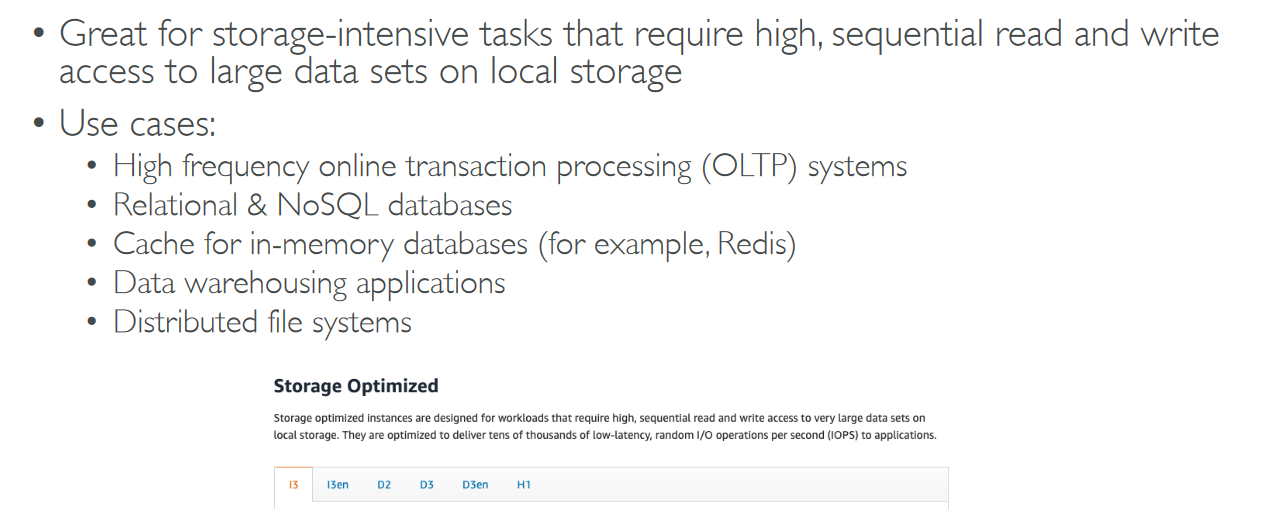 • Great for storage-intensive tasks that require high, sequential read and write
access to large data sets on local storage
• Use cases:
• High frequency online transaction processing (OLTP) systems
• Relational & NoSQL databases
• Cache for in-memory databases (for example, Redis)
• Data warehousing applications
• Distributed file systems
Storage Optimized
Storage optimized instances are designed for workloads that require high, sequential read and write access to very large data sets on
local storage. They are optimized to deliver tens of thousands of low-latency, random I/O operations per second (IOPS) to applications.
I3 I3en D2 D3 D3en H1